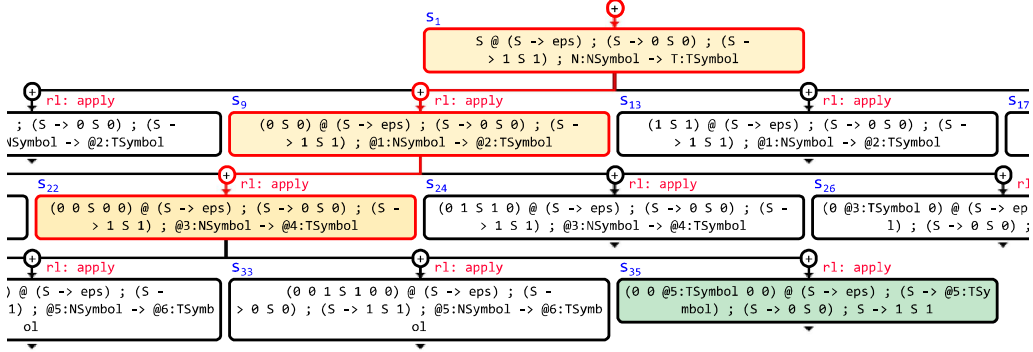 S1
S @ (S -> eps) ; (S -> 0 S 0) ; (S -
> 1 S 1) ; N:NSymbol -> T:TSymbol
rl: apply
S9
rl: apply
S13
rl: apply
S17
; (S -> 0 S 0) ; (S -
NSymbol -> @2:TSymbol
(0 S 0) @ (S -> eps) ; (S -> 0 S 0) ; (S -
> 1 S 1) ; @1:NSymbol -> @2:TSymbol
(1 S 1) @ (S -> eps) ; (S -> 0 S 0) ; (S -
> 1 S 1) ; @1:NSymbol -> @2:TSymbol
S22
rl: apply
S24
rl: apply
S26
rl
(0 0 S 0 0) @ (S -> eps) ; (S -> 0 S 0) ; (S -
> 1 S 1) ; @3:NSymbol -> @4:TSymbol
(0 1 S 1 0) @ (S -> eps) ; (S -> 0 S 0) ; (S -
> 1 S 1) ; @3:NSymbol -> @4:TSymbol
(0 @3:TSymbol 0) @ (S -> ep
l) ; (S -> 0 S 0) ;
rl: apply
S33
rl: apply
S35
rl: apply
) @ (S -> eps) ; (S -
1) ; @5:NSymbol -> @6:TSymb
ol
(0 0 1 S 1 0 0) @ (S -> eps) ; (S -
> 0 S 0) ; (S -> 1 S 1) ; @5:NSymbol -> @6:TSymb
ol
(0 0 @5:TSymbol 0 0) @ (S -> eps) ; (S -> @5:TSy
mbol) ; (S -> 0 S 0) ; S -> 1 S 1